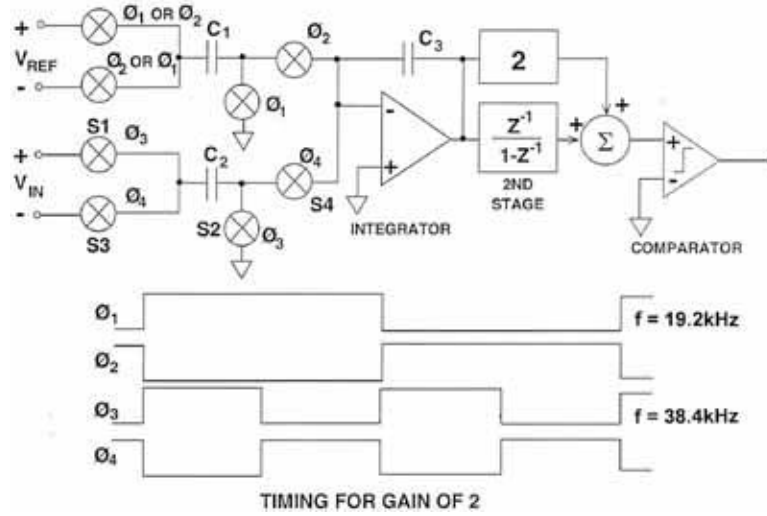 Ø1 OR Ø2
+
VREF
-
Ø2 OR Ø1
C1
Ø2
Ø1
C3
2
+
S1
Ø3
+
VIN
-
Ø4
S3
C2
Ø4
S4
S2
Ø3
-
+
INTEGRATOR
Z-1
1-Z-1
2ND
STAGE
+
Σ
+
-
COMPARATOR
Ø1
f = 19.2kHz
Ø2
Ø3
f = 38.4kHz
Ø4
TIMING FOR GAIN OF 2